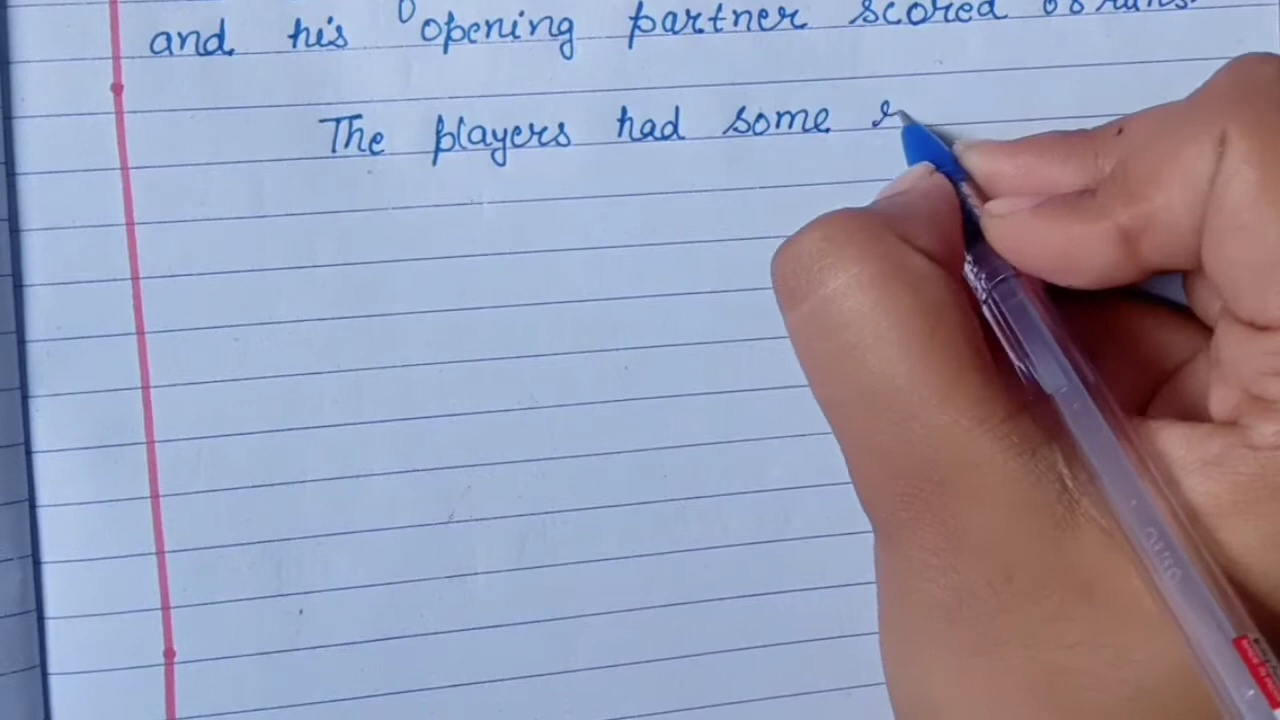 and his opening partner scored
The players had some